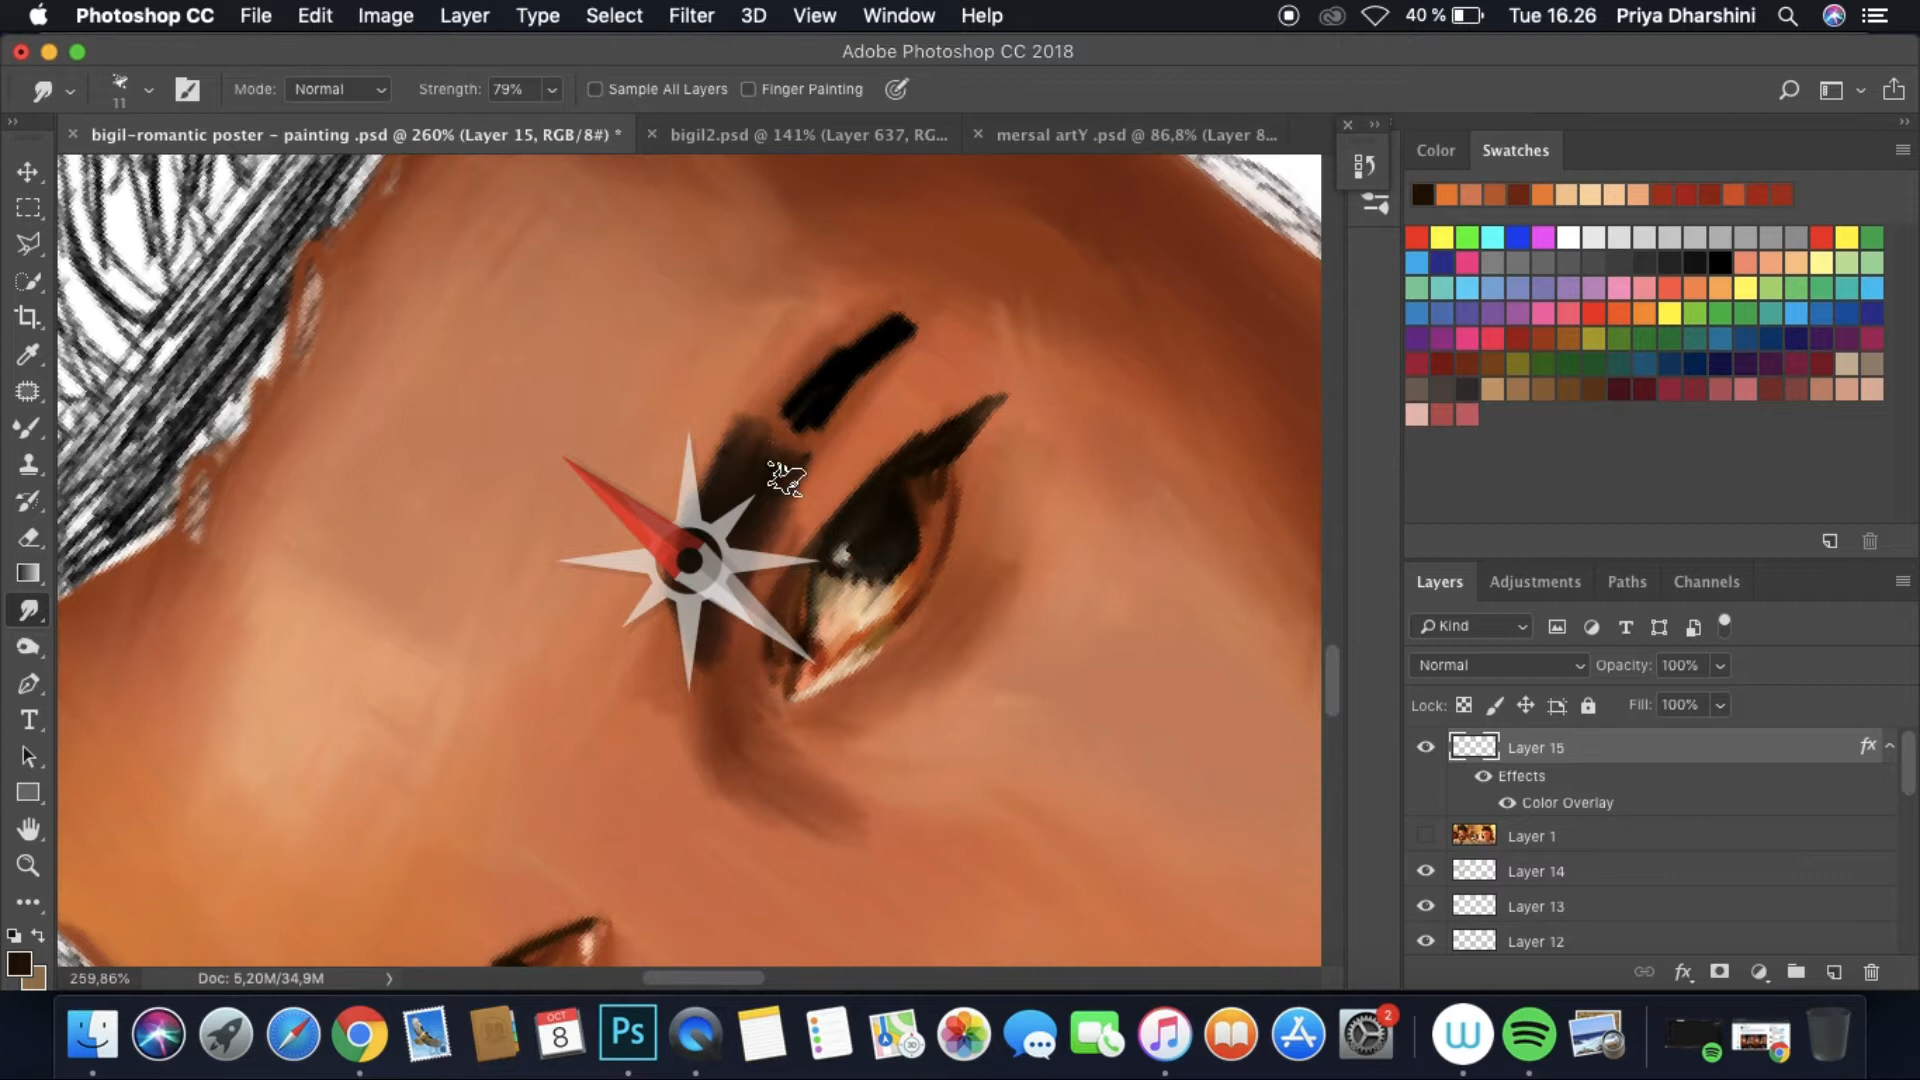 Photoshop CC File Edit Image Layer Type Select Filter 3D View Window Help 40 % Tue 16.26 Priya Dharshini
Adobe Photoshop CC 2018
11 Mode: Normal Strength: 79% Sample All Layers Finger Painting
bigil-romantic poster - painting .psd @ 260% (Layer 15, RGB/8#) * bigil2.psd @ 141% (Layer 637, RG... mersal artY .psd @ 86,8% (Layer 8...
Color Swatches
Layers Adjustments Paths Channels
Kind
Normal Opacity: 100%
Lock: Fill: 100%
Layer 15 fx
Effects
Color Overlay
Layer 1
Layer 14
Layer 13
Layer 12
259,86% Doc: 5,20M/34,9M
fx
OCT
8
Ps
2